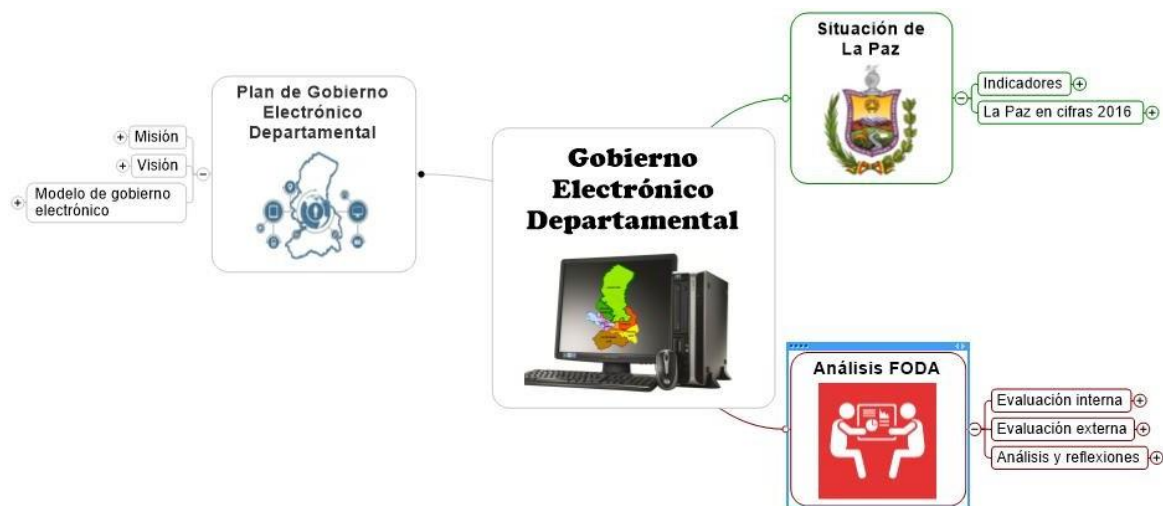 Gobierno
Electrónico
Departamental
Plan de Gobierno
Electrónico
Departamental
Misión
Visión
Modelo de gobierno
electrónico
Situación de
La Paz
Indicadores
La Paz en cifras 2016
Análisis FODA
Evaluación interna
Evaluación externa
Análisis y reflexiones